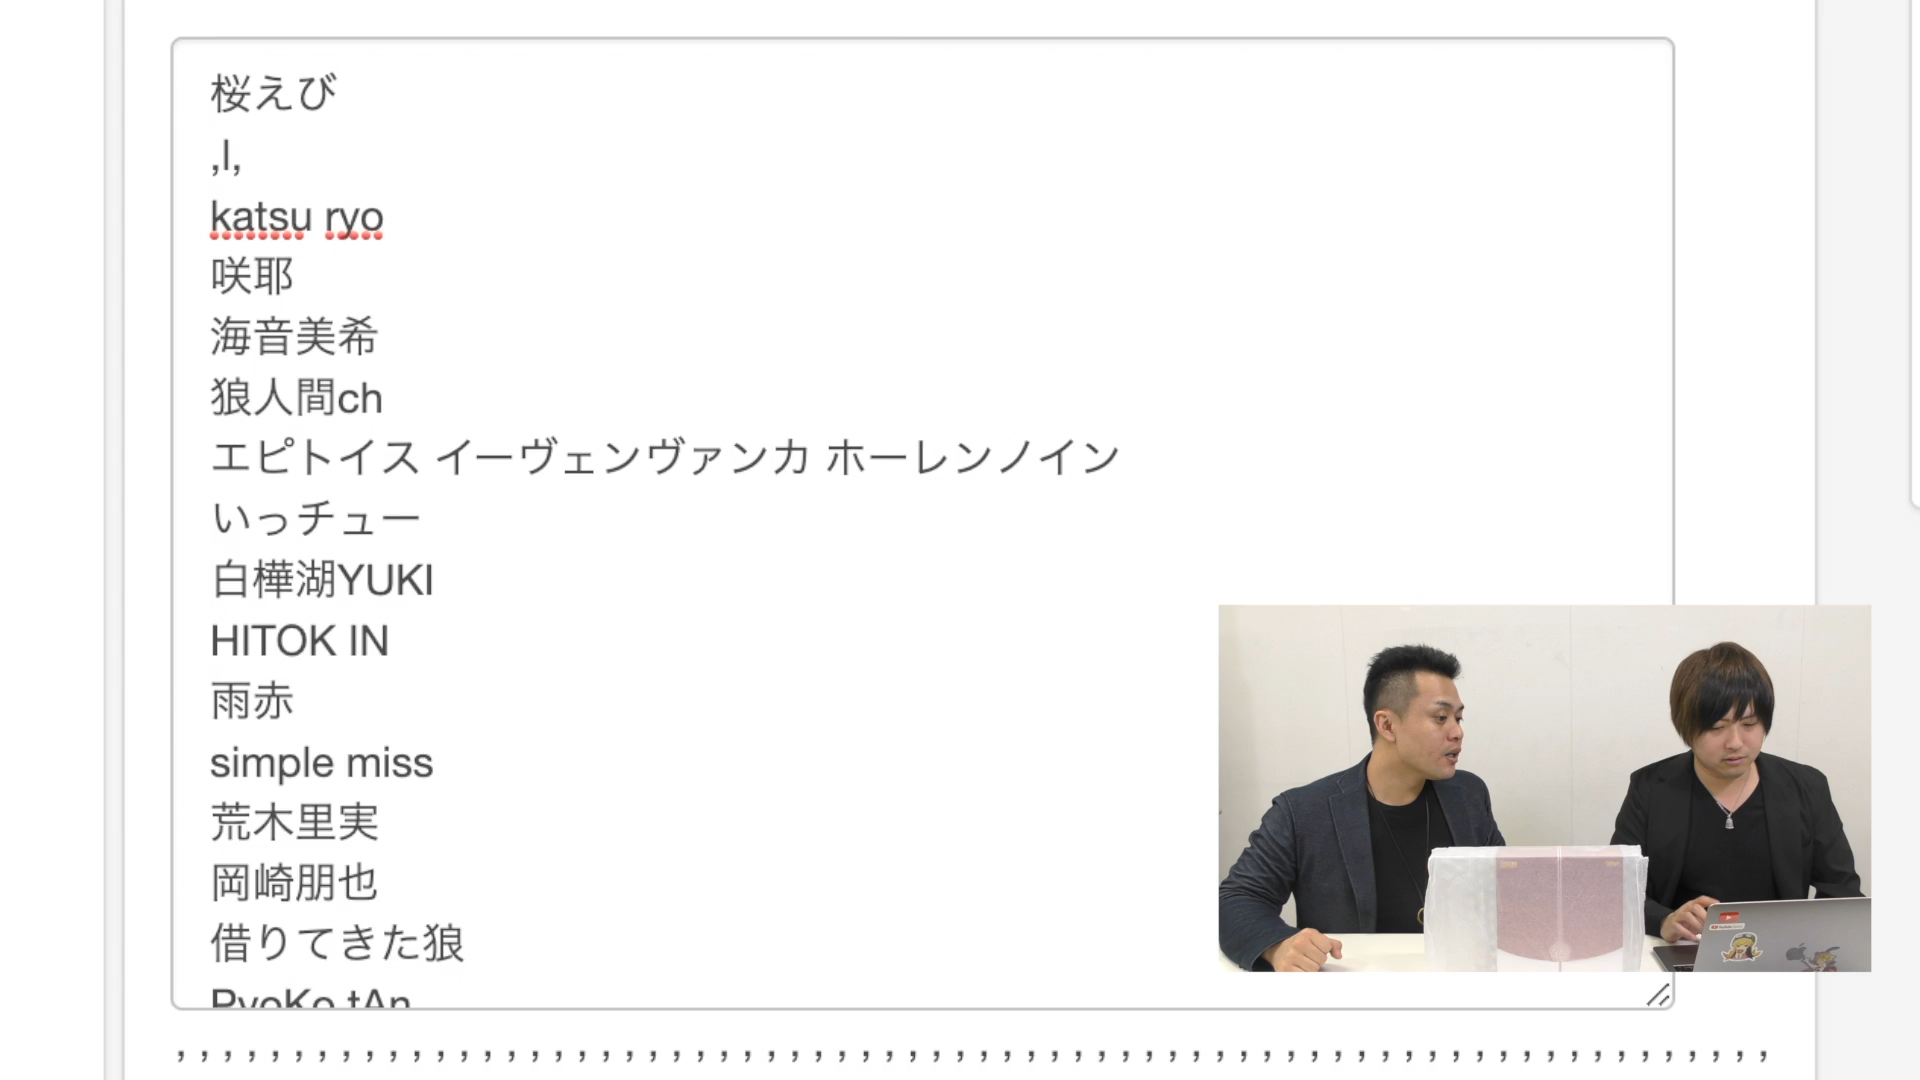 桜えび
,l,
katsu ryo
咲耶
海音美希
狼人間ch
エピトイス イーヴェンヴァンカ ホーレンノイン
いっチュー
白樺湖YUKI
HITOK IN
雨赤
simple miss
荒木里実
岡崎朋也
借りてきた狼
RyoKo tAn
,,,,,,,,,,,,,,,,,,,,,,,,,,,,,,,,,,,,,,,,,,,,,,,,,,,,,,,,,,,,,,,,,,,,